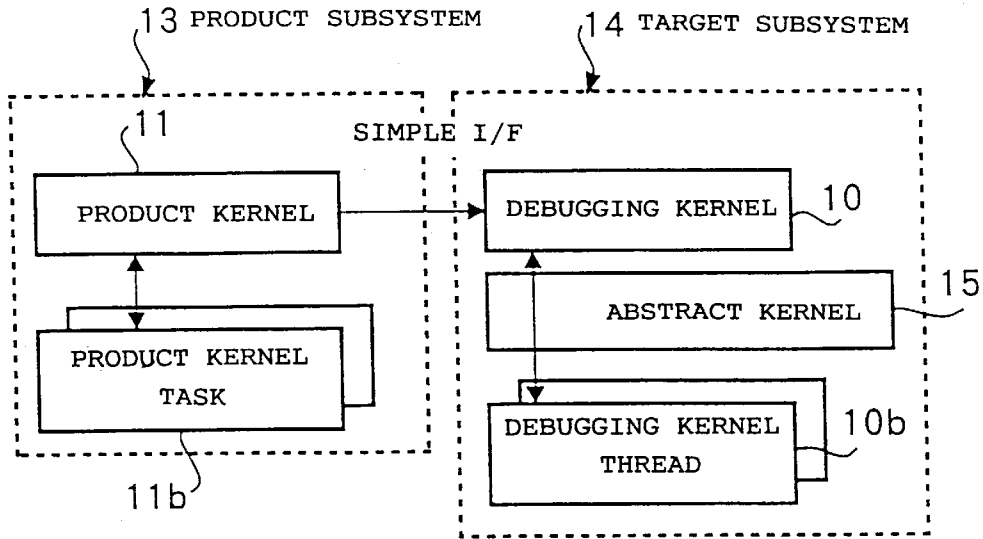 13 PRODUCT SUBSYSTEM
14 TARGET SUBSYSTEM
11
SIMPLE I/F
PRODUCT KERNEL
DEBUGGING KERNEL
10
ABSTRACT KERNEL
15
PRODUCT KERNEL
TASK
DEBUGGING KERNEL
THREAD
10b
11b